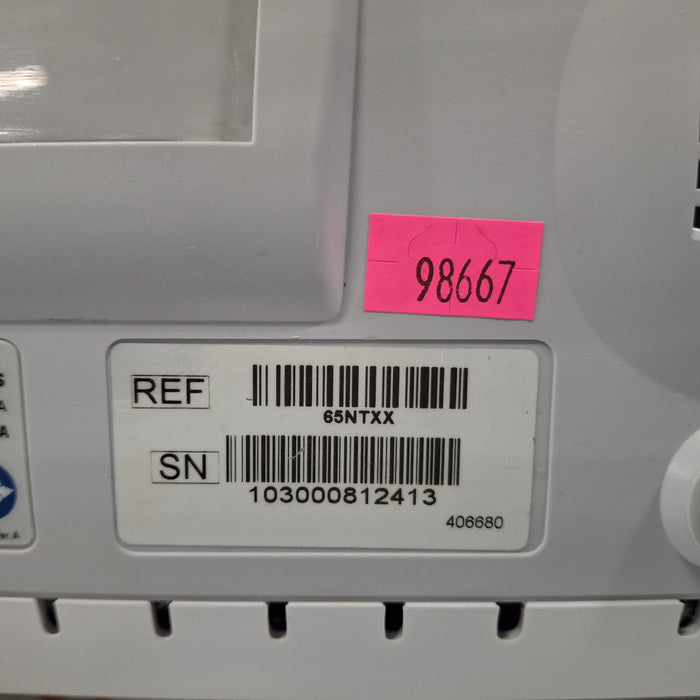 98667
REF
65NTXX
SN
103000812413
406680
S
A
A